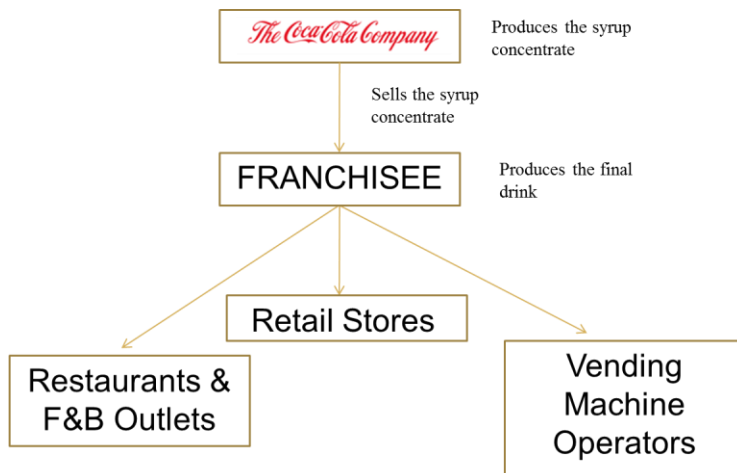 The Coca-Cola Company
Produces the syrup
concentrate
Sells the syrup
concentrate
FRANCHISEE
Produces the final
drink
Retail Stores
Restaurants &
F&B Outlets
Vending
Machine
Operators